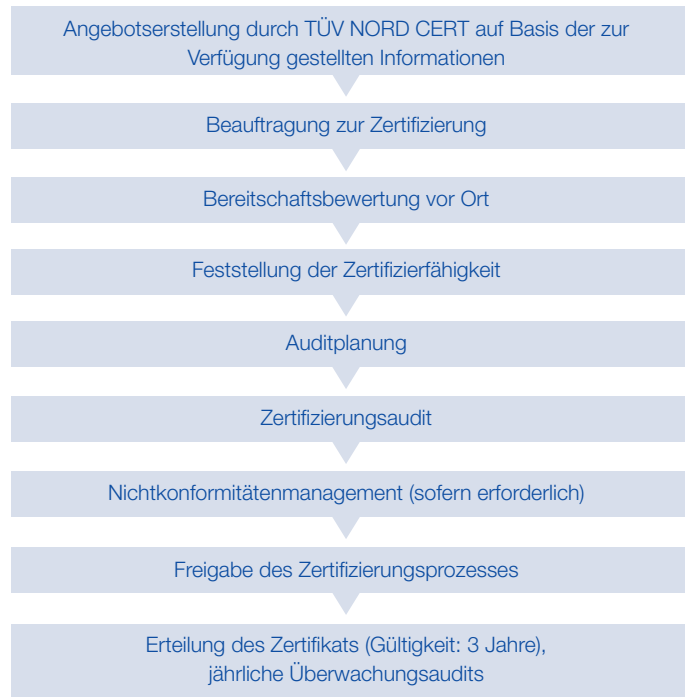 Angebotserstellung durch TÜV NORD CERT auf Basis der zur
Verfügung gestellten Informationen
Beauftragung zur Zertifizierung
Bereitschaftsbewertung vor Ort
Feststellung der Zertifizierfähigkeit
Auditplanung
Zertifizierungsaudit
Nichtkonformitätenmanagement (sofern erforderlich)
Freigabe des Zertifizierungsprozesses
Erteilung des Zertifikats (Gültigkeit: 3 Jahre),
jährliche Überwachungsaudits